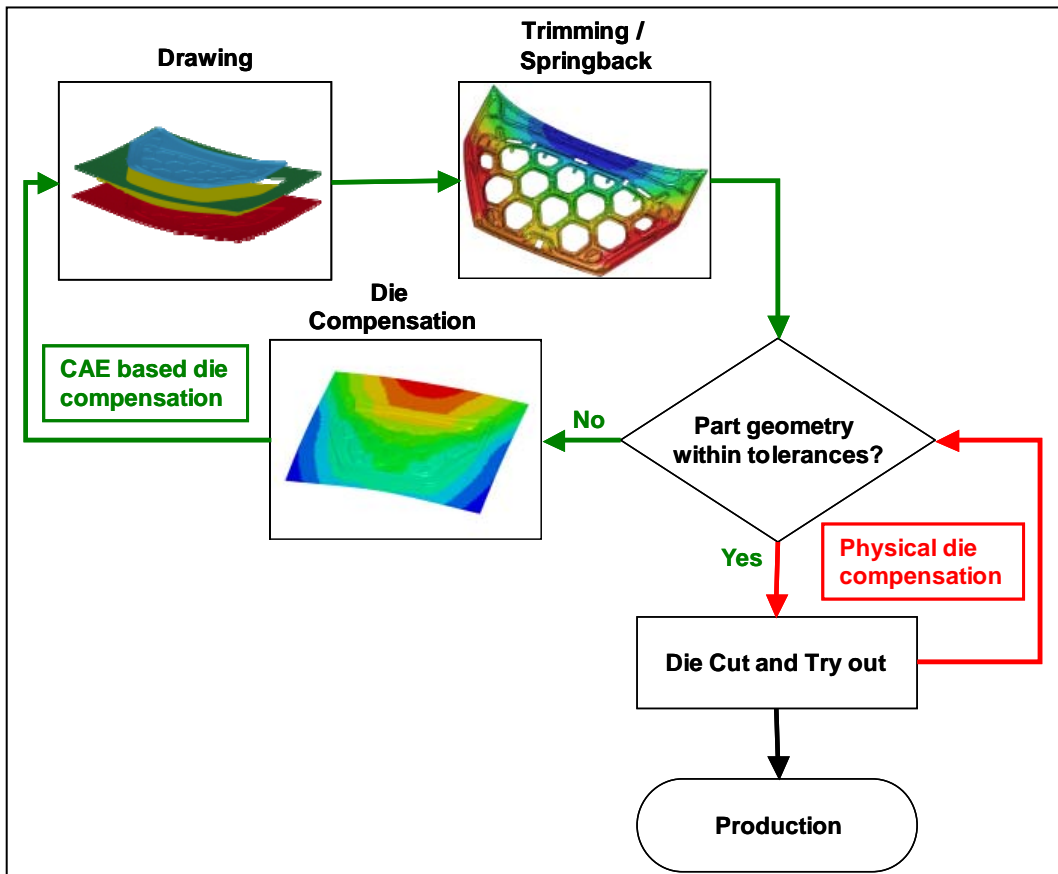 Drawing
Trimming /
Springback
Die
Compensation
CAE based die
compensation
No
Part geometry
within tolerances?
Yes
Physical die
compensation
Die Cut and Try out
Production